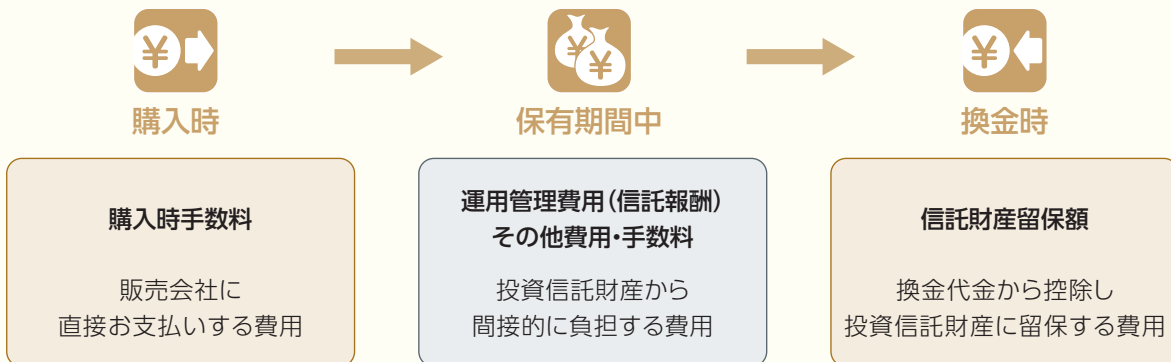 購入時
購入時手数料
販売会社に
直接お支払いする費用
保有期間中
運用管理費用(信託報酬)
その他費用・手数料
投資信託財産から
間接的に負担する費用
換金時
信託財産留保額
換金代金から控除し
投資信託財産に留保する費用